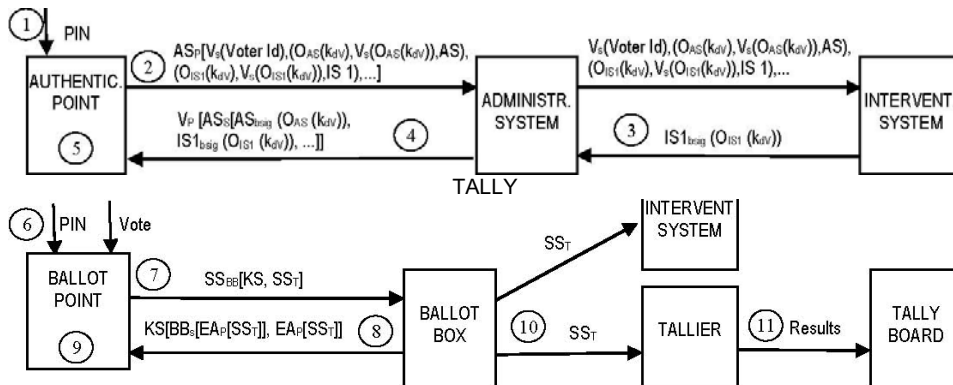 1 PIN
AUTHENTIC.
POINT
5
2 ASP[Vs(Voter Id),(OAS(kdV),Vs(OAS(kdV)),AS),
(OIS1(kdV),Vs(OIS1(kdV)),IS 1),...]
VP [ASS[ASbsig (OAS (kdV)),
IS1bsig (OIS1 (kdV)), ...]]
4
ADMINISTR.
SYSTEM
Vs(Voter Id),(OAS(kdV),Vs(OAS(kdV)),AS),
(OIS1(kdV),Vs(OIS1(kdV)),IS 1),...
3 IS1bsig (OIS1 (kdV))
INTERVENT.
SYSTEM
TALLY
6 PIN Vote
BALLOT
POINT
9
7 SSBB[KS, SST]
KS[BBs[EAP[SST]], EAP[SST]] 8
BALLOT
BOX
SST
INTERVENT
SYSTEM
10 SST
TALLIER
11 Results
TALLY
BOARD